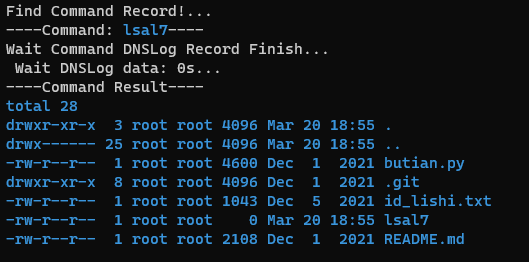 Find Command Record!...
----Command: lsal7----
Wait Command DNSLog Record Finish...
 Wait DNSLog data: 0s...
----Command Result----
total 28
drwxr-xr-x  3 root root 4096 Mar 20 18:55 .
drwx------ 25 root root 4096 Mar 20 18:55 ..
-rw-r--r--  1 root root 4600 Dec  1  2021 butian.py
drwxr-xr-x  8 root root 4096 Dec  1  2021 .git
-rw-r--r--  1 root root 1043 Dec  5  2021 id_lishi.txt
-rw-r--r--  1 root root    0 Mar 20 18:55 lsal7
-rw-r--r--  1 root root 2108 Dec  1  2021 README.md